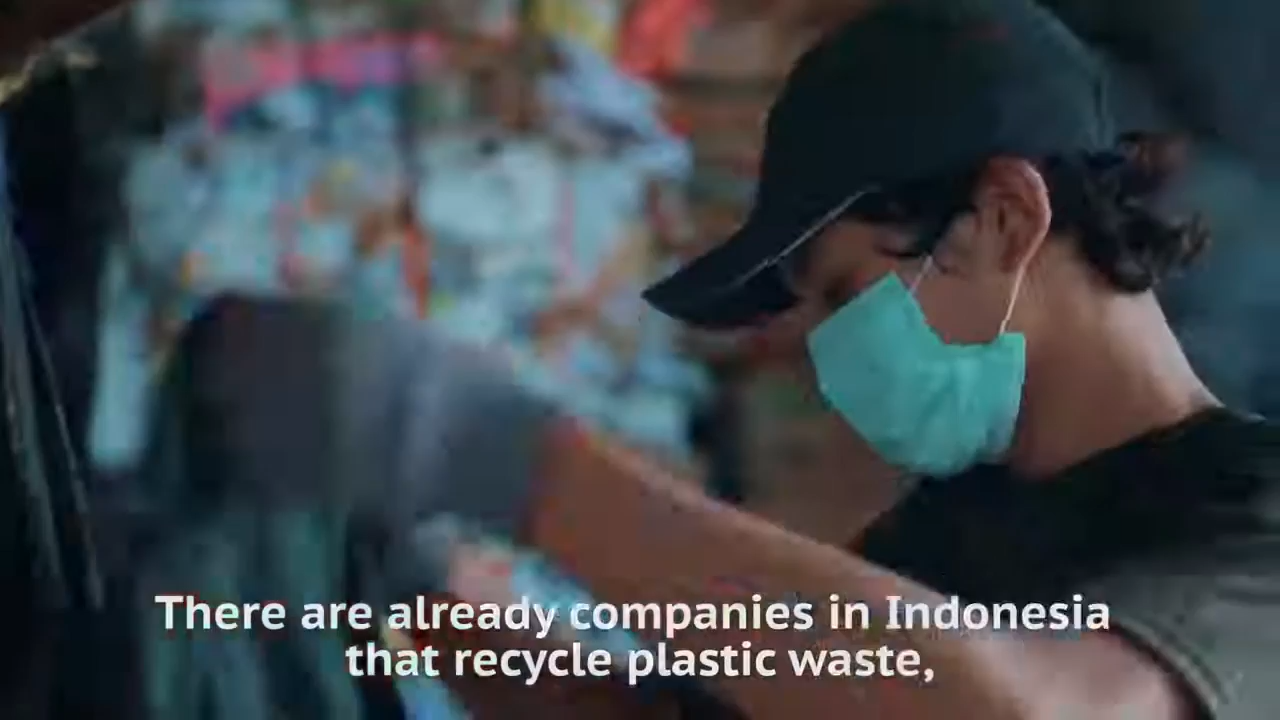 There are already companies in Indonesia
that recycle plastic waste,